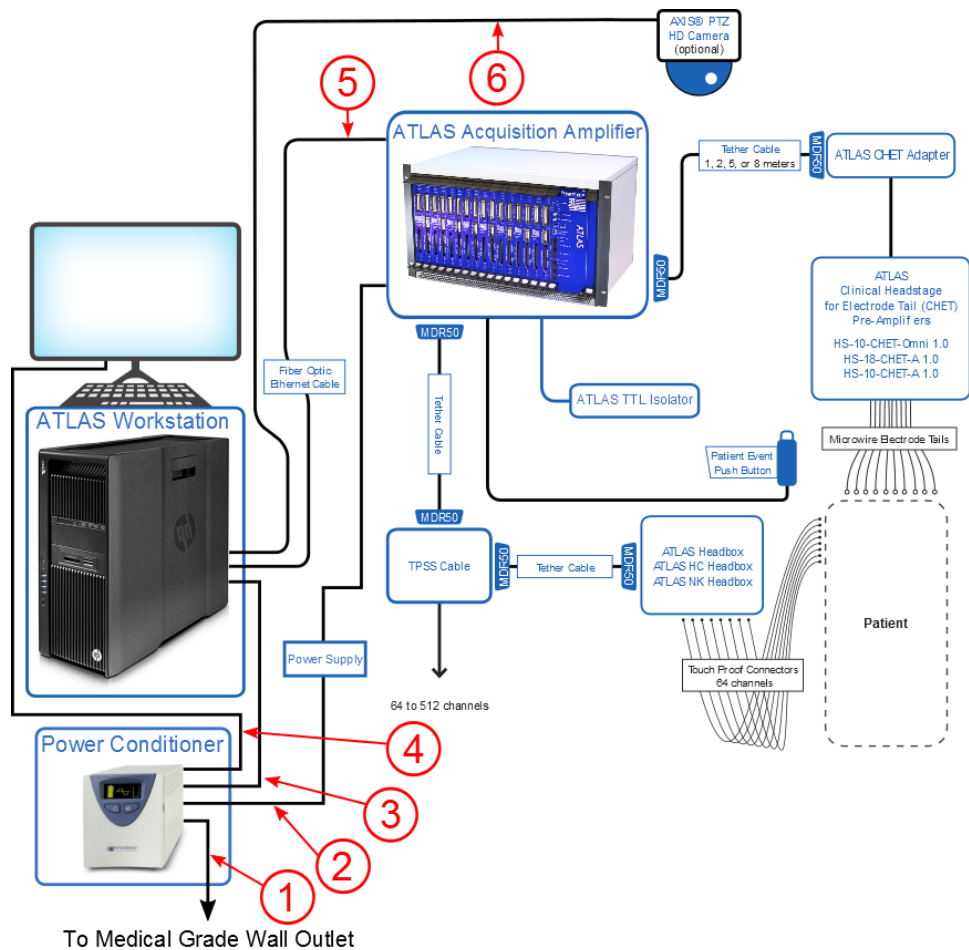 AXIS® PTZ
HD Camera
(optional)
6
5
ATLAS Acquisition Amplifier
ATLAS
MDR50
Tether Cable
1, 2, 5, or 8 meters
MDR50
ATLAS CHET Adapter
ATLAS
Clinical Headstage
for Electrode Tail (CHET)
Pre-Amplifers
HS-10-CHET-Omni 1.0
HS-18-CHET-A 1.0
HS-10-CHET-A 1.0
Microwire Electrode Tails
MDR50
Tether Cable
MDR50
Fiber Optic
Ethernet Cable
ATLAS TTL Isolator
Patient Event
Push Button
ATLAS Workstation
hp
TPSS Cable
MDR50
Tether Cable
MDR50
ATLAS Headbox
ATLAS HC Headbox
ATLAS NK Headbox
Patient
Touch Proof Connectors
64 channels
Power Supply
64 to 512 channels
4
Power Conditioner
3
2
1
To Medical Grade Wall Outlet